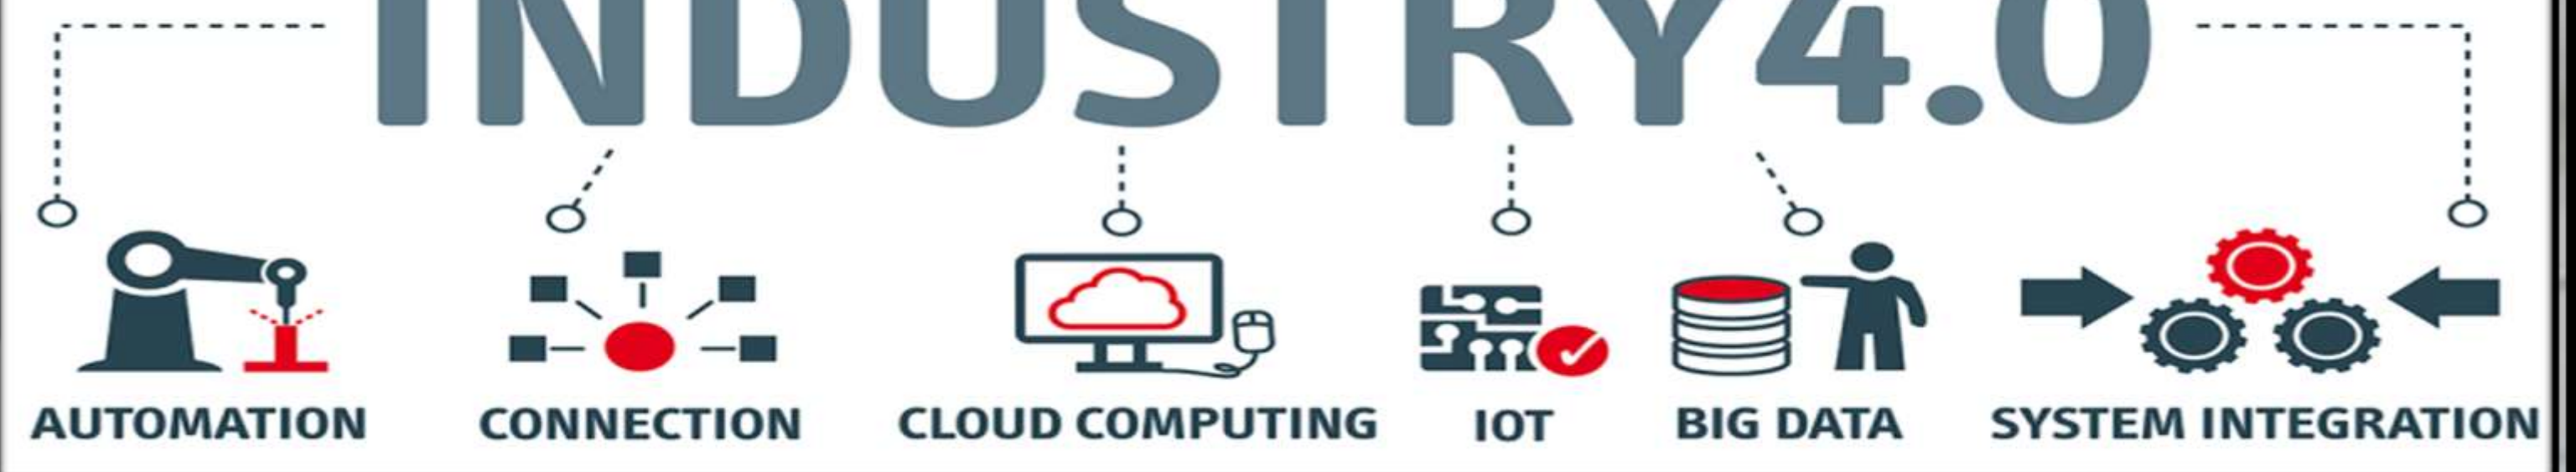 INDUSTRY4.0
AUTOMATION
CONNECTION
CLOUD COMPUTING
IOT
BIG DATA
SYSTEM INTEGRATION